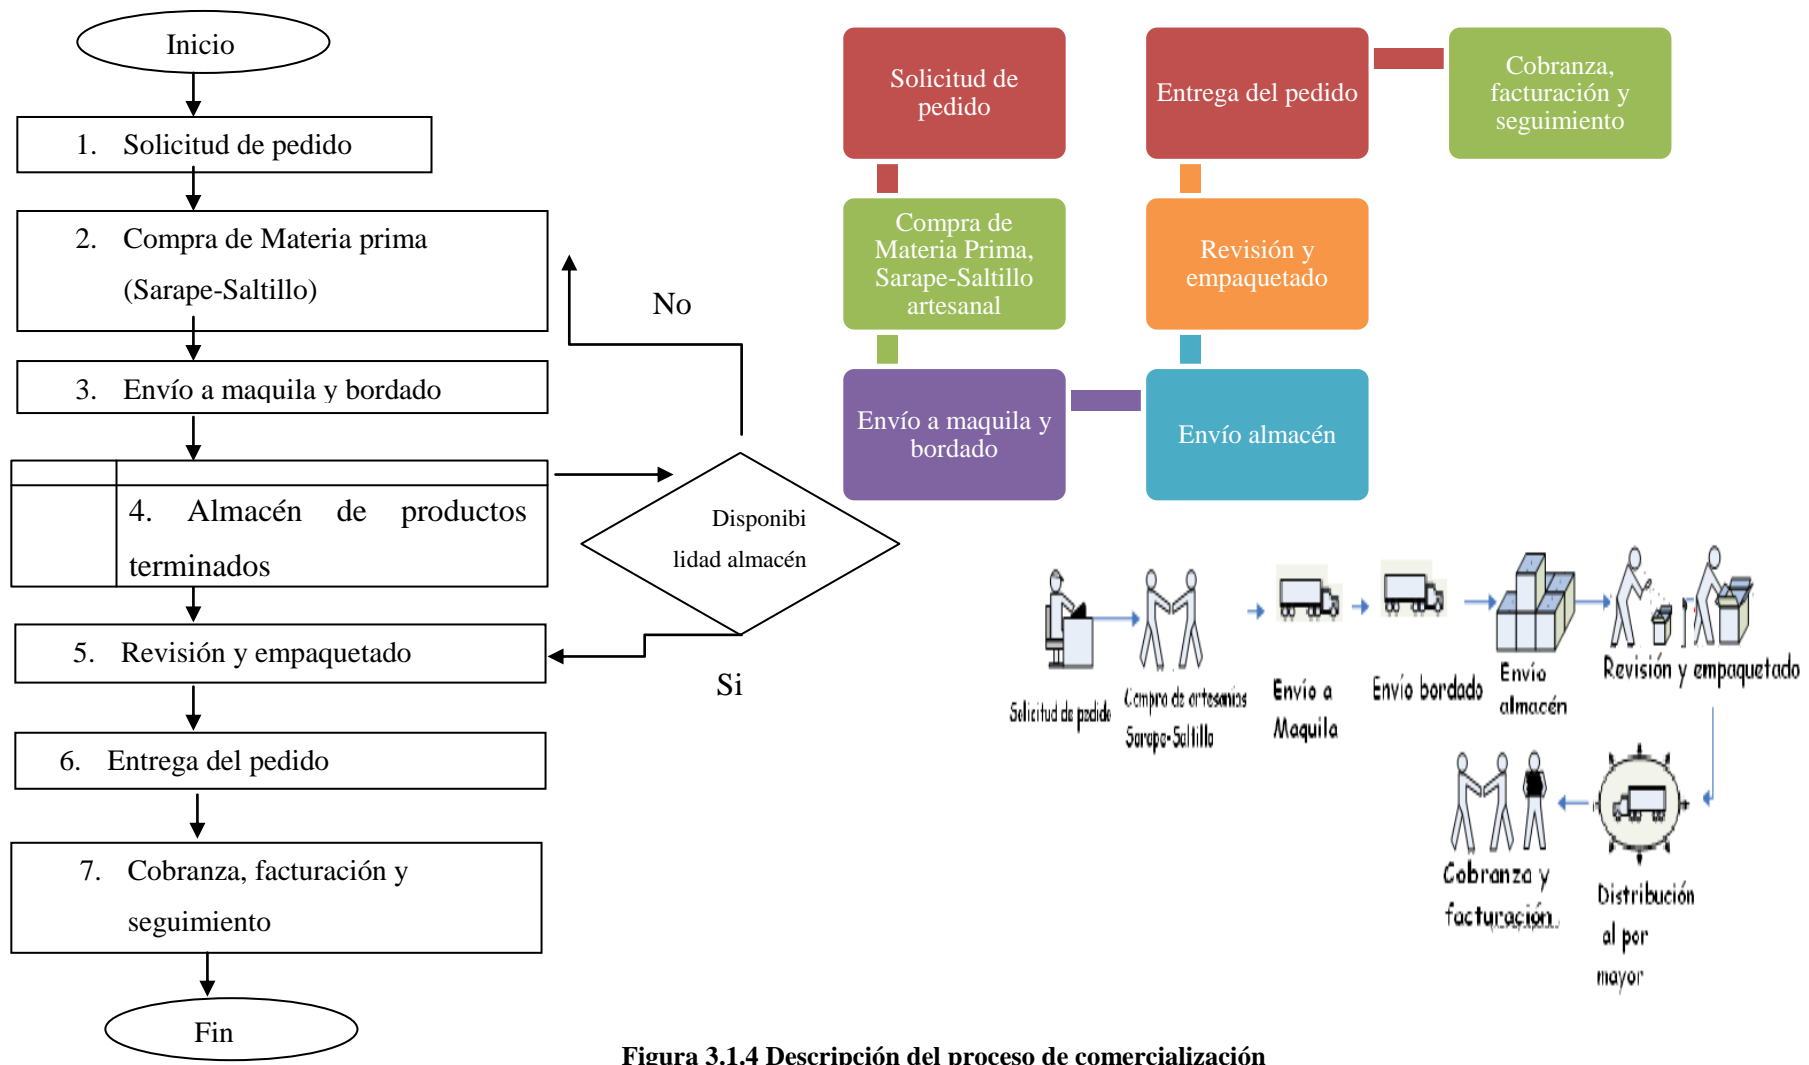 Inicio
1. Solicitud de pedido
2. Compra de Materia prima
(Sarape-Saltillo)
No
3. Envío a maquila y bordado
4. Almacén de productos
terminados
Disponibi
lidad almacén
5. Revisión y empaquetado
Si
6. Entrega del pedido
7. Cobranza, facturación y
seguimiento
Fin
Solicitud de
pedido
Compra de
Materia Prima,
Sarape-Saltillo
artesanal
Envío a maquila y
bordado
Envío almacén
Revisión y
empaquetado
Entrega del pedido
Cobranza,
facturación y
seguimiento
Solicitud de pedido
Compra de artesanías
Sarape-Saltillo
Envío a
Maquila
Envío bordado
Envío
almacén
Revisión y empaquetado
Distribución
al por
mayor
Cobranza y
facturación
Figura 3.1.4 Descripción del proceso de comercialización